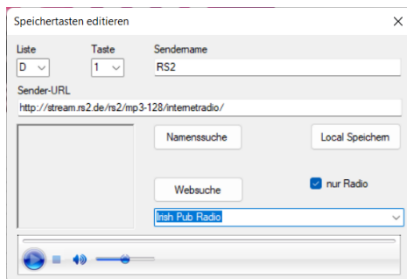 Speichertasten editieren
Liste Taste Sendername
D 1 RS2
Sender-URL
http://stream.rs2.de/rs2/mp3-128/internetradio/
Namenssuche Local Speichern
Websuche nur Radio
Irish Pub Radio